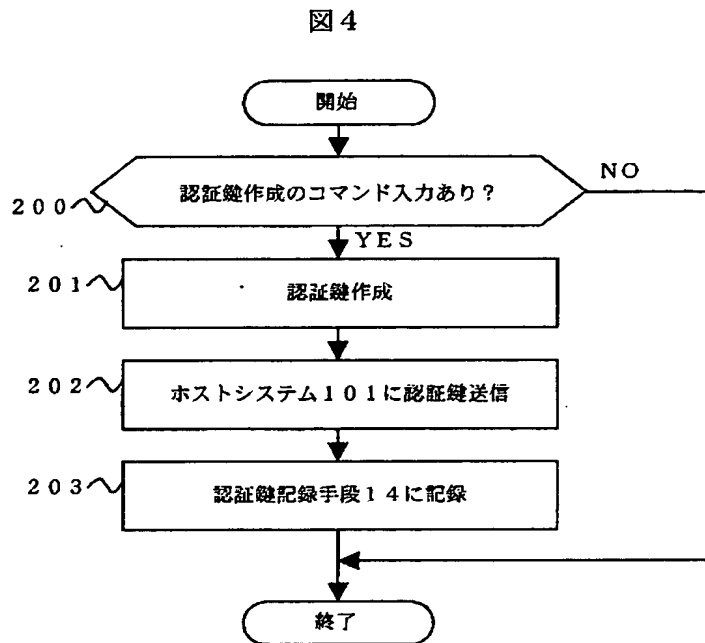 図4
開始
認証鍵作成のコマンド入力あり?
NO
200
YES
201
認証鍵作成
202
ホストシステム101に認証鍵送信
203
認証鍵記録手段14に記録
終了